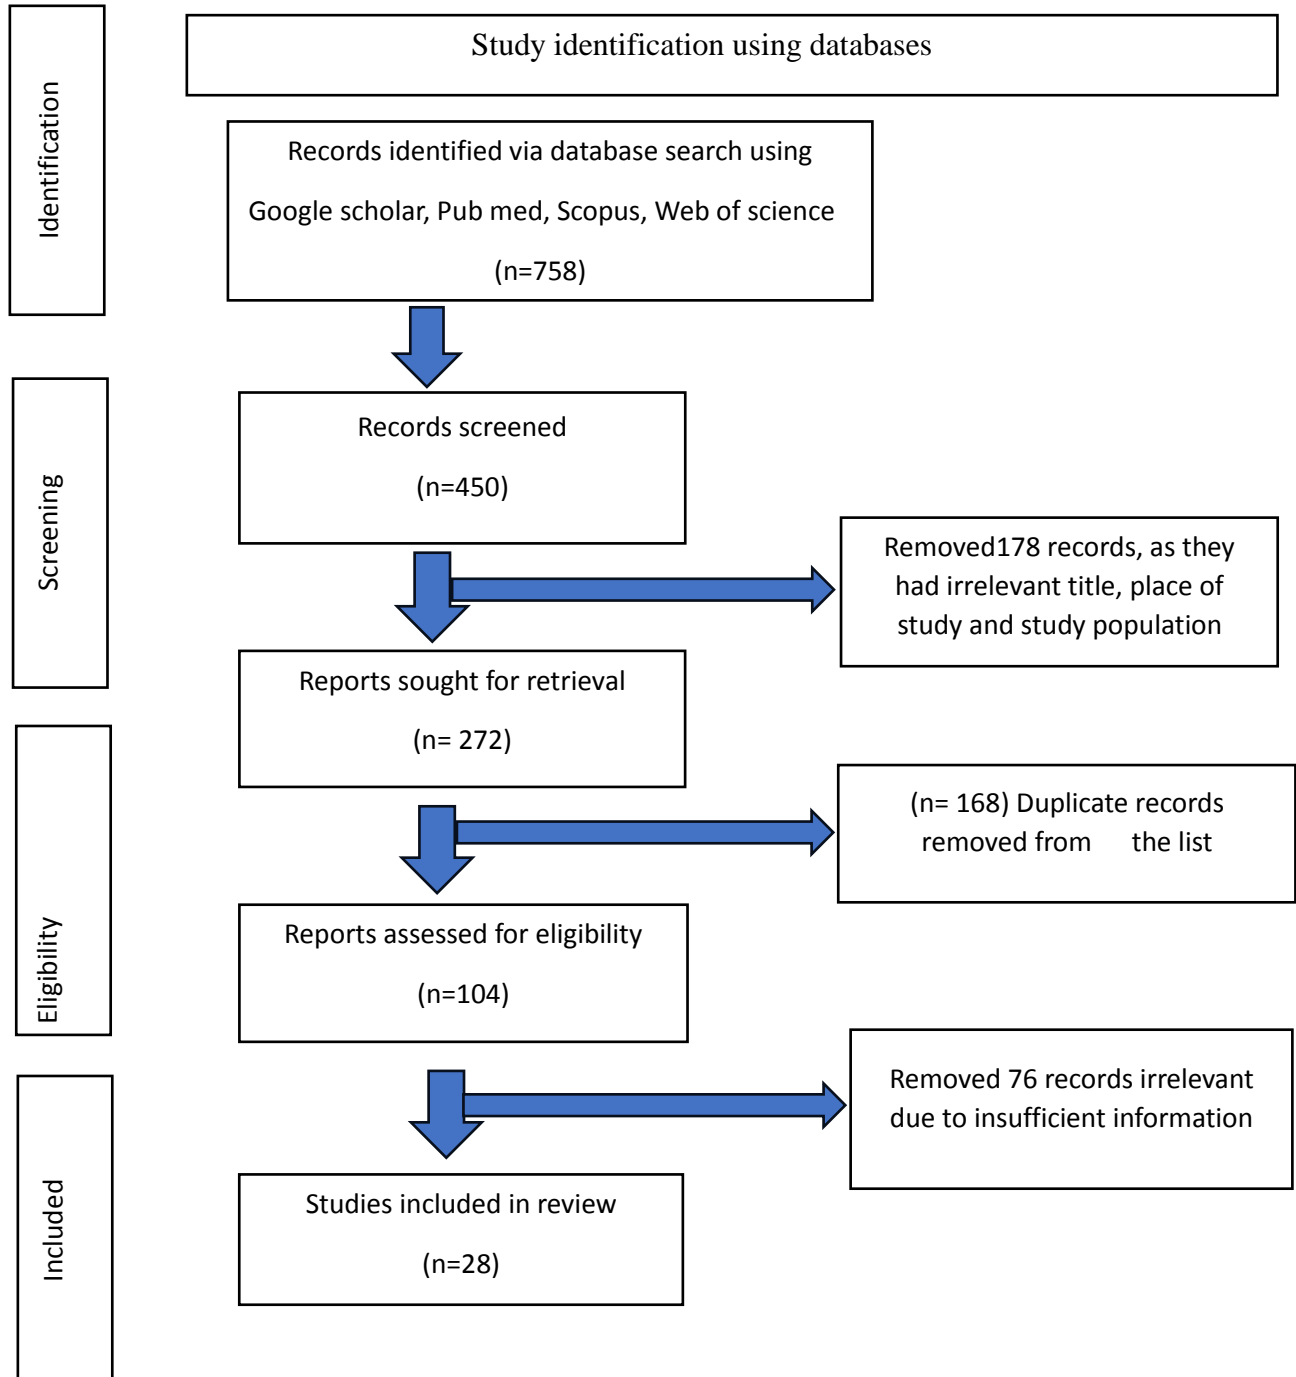 Study identification using databases
Identification
Records identified via database search using
Google scholar, Pub med, Scopus, Web of science
(n=758)
Screening
Records screened
(n=450)
Removed178 records, as they
had irrelevant title, place of
study and study population
Reports sought for retrieval
(n= 272)
Eligibility
(n= 168) Duplicate records
removed from the list
Reports assessed for eligibility
(n=104)
Removed 76 records irrelevant
due to insufficient information
Included
Studies included in review
(n=28)